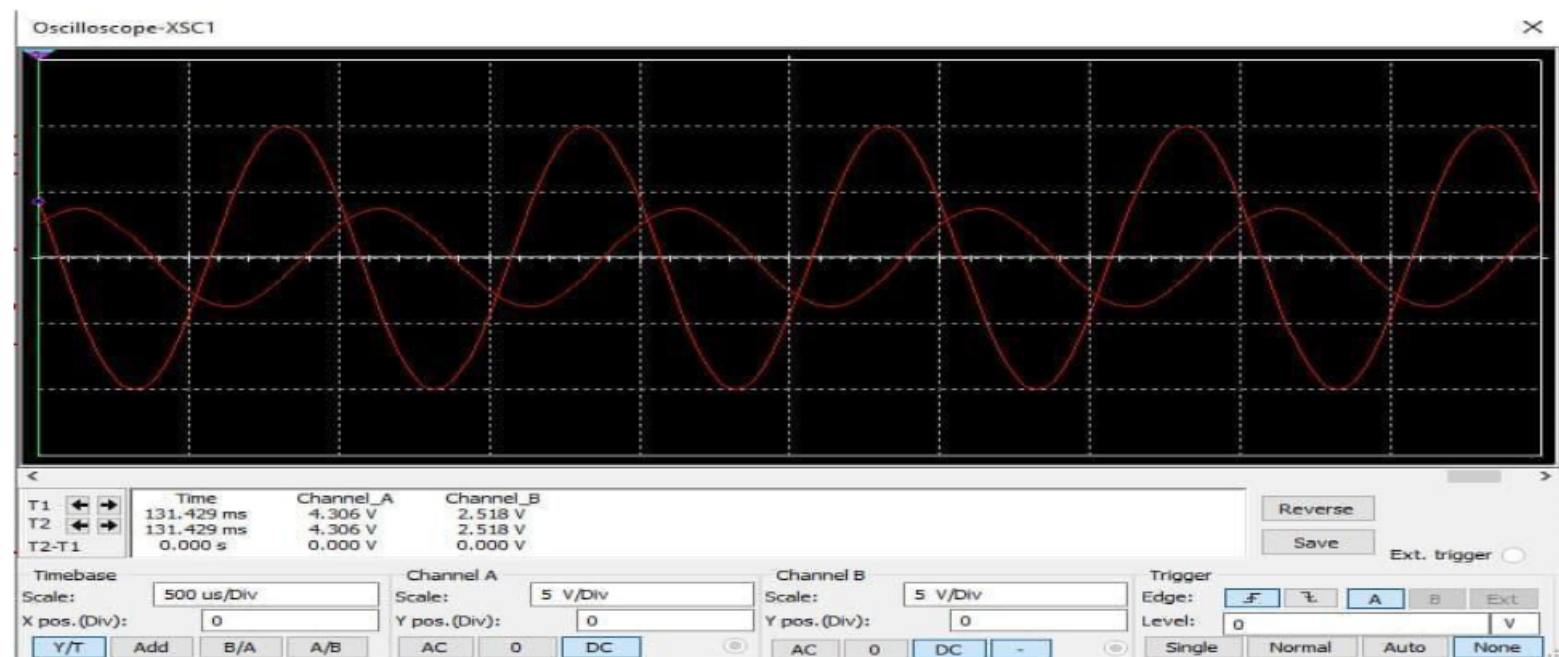 Oscilloscope-XSC1
Time Channel_A Channel_B
T1 131.429 ms 4.306 V 2.518 V
T2 131.429 ms 4.306 V 2.518 V
T2-T1 0.000 s 0.000 V 0.000 V
Reverse
Save
Ext. trigger
Timebase Channel A Channel B Trigger
Scale: 500 us/Div Scale: 5 V/Div Scale: 5 V/Div Edge: A B Ext
X pos.(Div): 0 Y pos.(Div): 0 Y pos.(Div): 0 Level: 0 V
Y/T Add B/A A/B AC 0 DC AC 0 DC - Single Normal Auto None